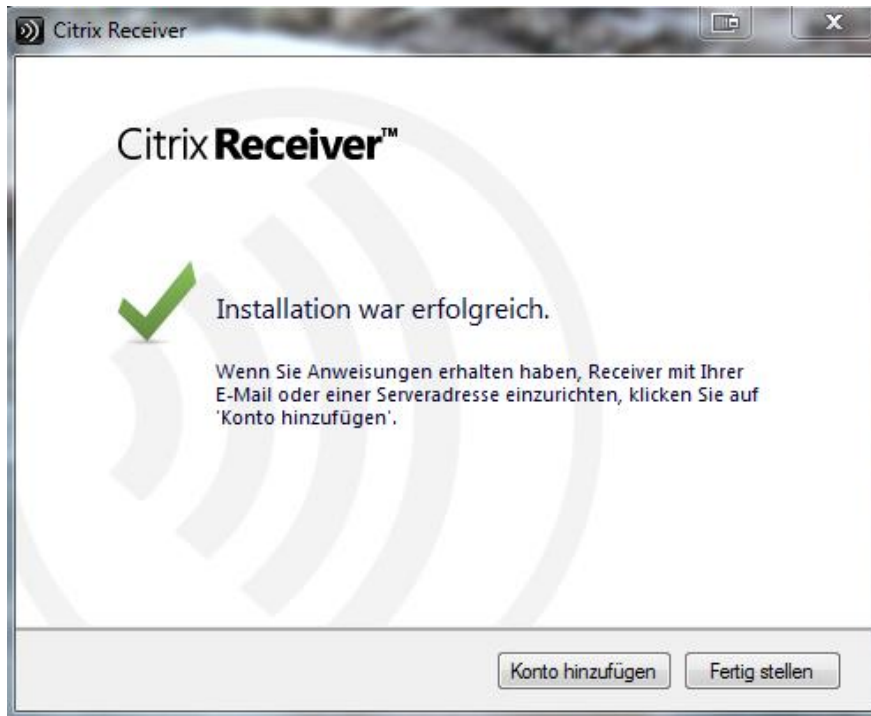 Citrix Receiver
Citrix Receiver™
Installation war erfolgreich.
Wenn Sie Anweisungen erhalten haben, Receiver mit Ihrer
E-Mail oder einer Serveradresse einzurichten, klicken Sie auf
'Konto hinzufügen'.
Konto hinzufügen Fertig stellen